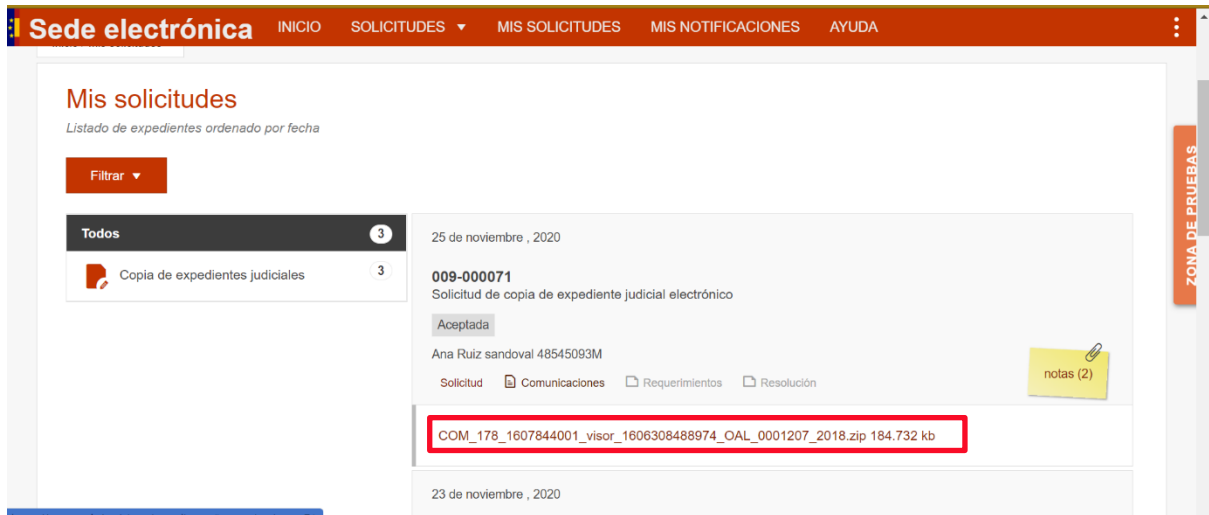 Sede electrónica INICIO SOLICITUDES MIS SOLICITUDES MIS NOTIFICACIONES AYUDA
Mis solicitudes
Listado de expedientes ordenado por fecha
Filtrar
Todos 3
Copia de expedientes judiciales 3
25 de noviembre , 2020
009-000071
Solicitud de copia de expediente judicial electrónico
Aceptada
Ana Ruiz sandoval 48545093M
notas (2)
Solicitud Comunicaciones Requerimientos Resolución
COM_178_1607844001_visor_1606308488974_OAL_0001207_2018.zip 184.732 kb
23 de noviembre , 2020
ZONA DE PRUEBAS